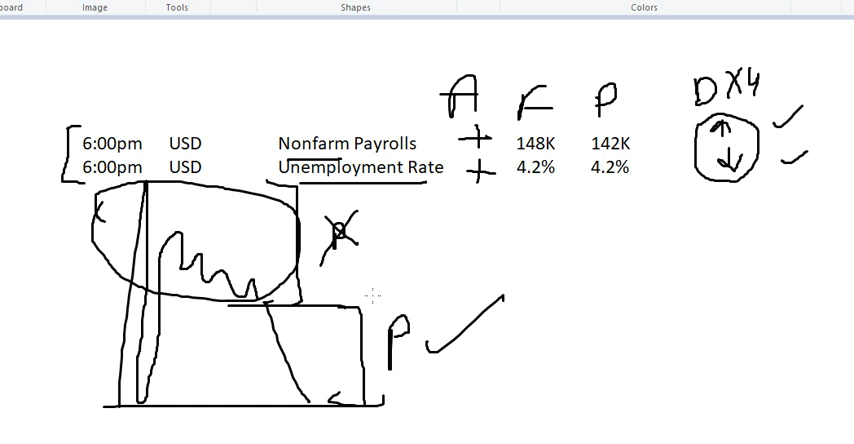 board Image Tools Shapes Colors
A F P DXY
6:00pm USD Nonfarm Payrolls + 148K 142K ↑ ✓
6:00pm USD Unemployment Rate + 4.2% 4.2% ↓ ✓
P
P ✓